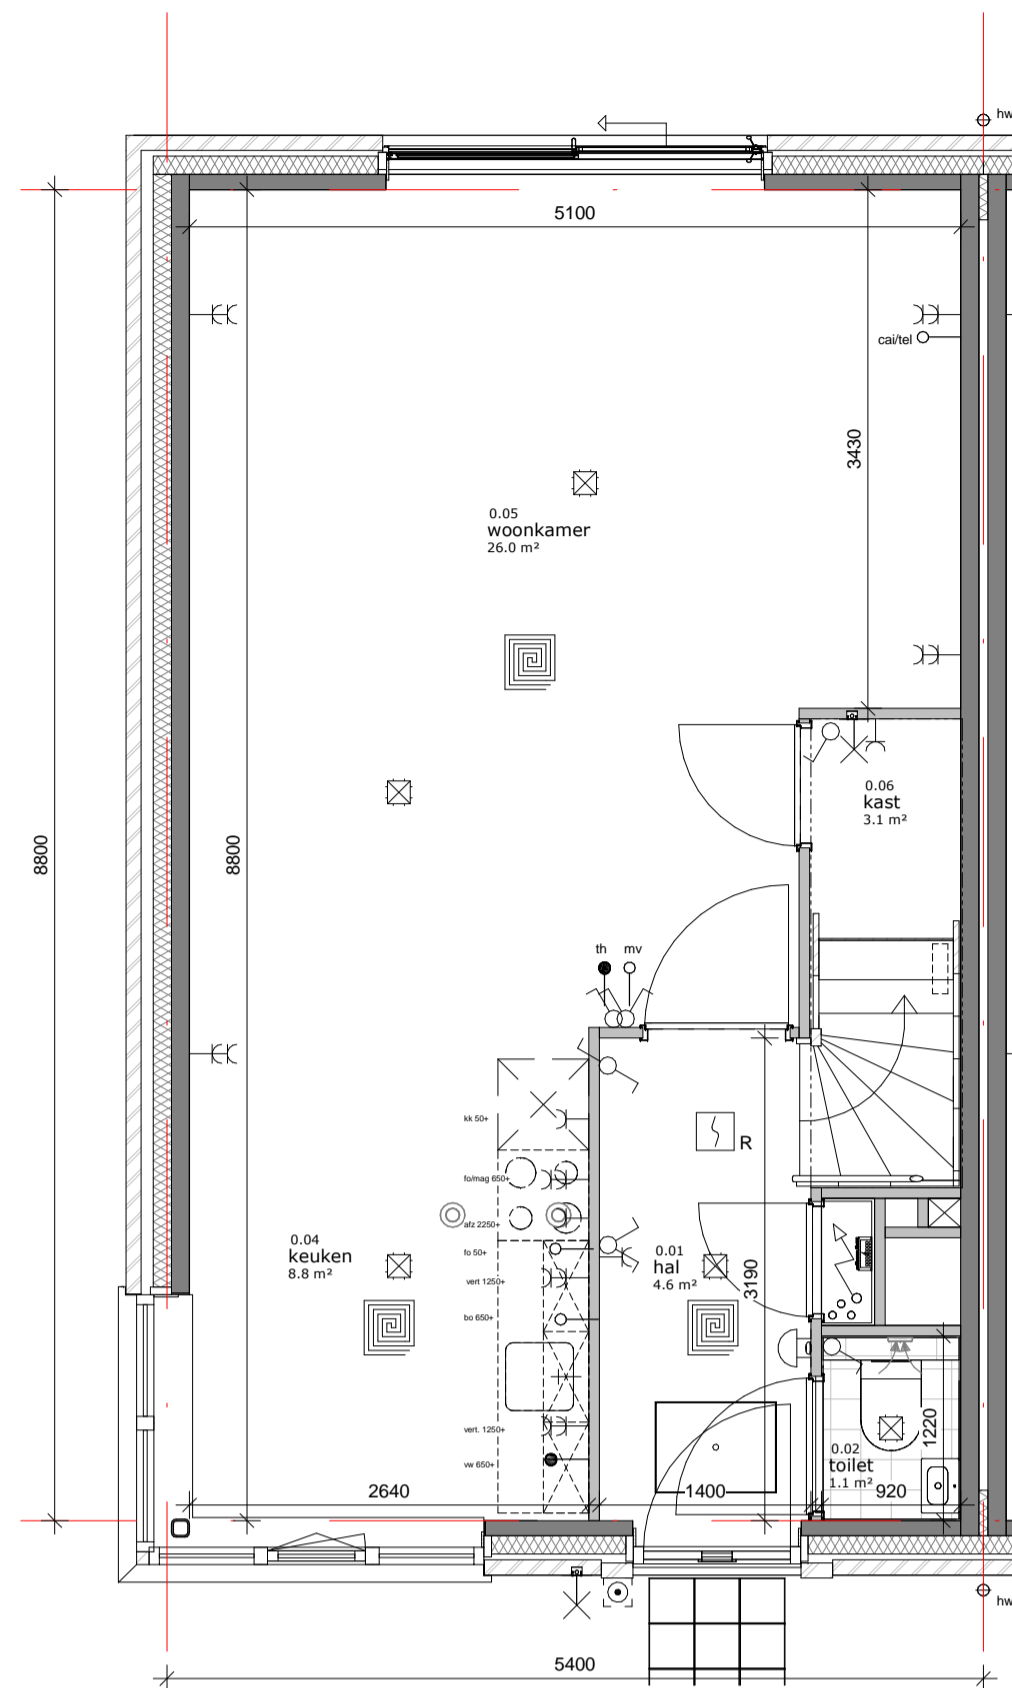 hw
5100
cai/tel
3430
0.05
woonkamer
26.0 m²
0.06
kast
3.1 m²
8800
8800
th
mv
kk 50+
R
fo/mag 650+
afz 2250+
0.04
keuken
8.8 m²
fo 50+
vert 1250+
bo 650+
0.01
hal
4.6 m²
3190
vert. 1250+
vw 650+
1220
0.02
toilet
1.1 m²
2640
1400
920
hw
5400